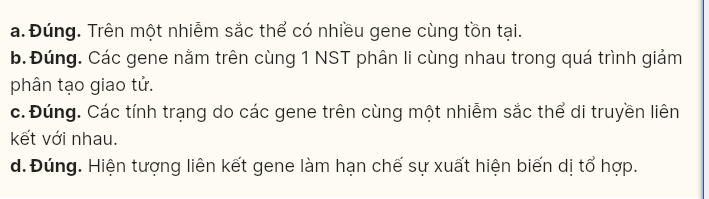 a. Đúng. Trên một nhiễm sắc thể có nhiều gene cùng tồn tại.
b. Đúng. Các gene nằm trên cùng 1 NST phân li cùng nhau trong quá trình giảm
phân tạo giao tử.
c. Đúng. Các tính trạng do các gene trên cùng một nhiễm sắc thể di truyền liên
kết với nhau.
d. Đúng. Hiện tượng liên kết gene làm hạn chế sự xuất hiện biến dị tổ hợp.